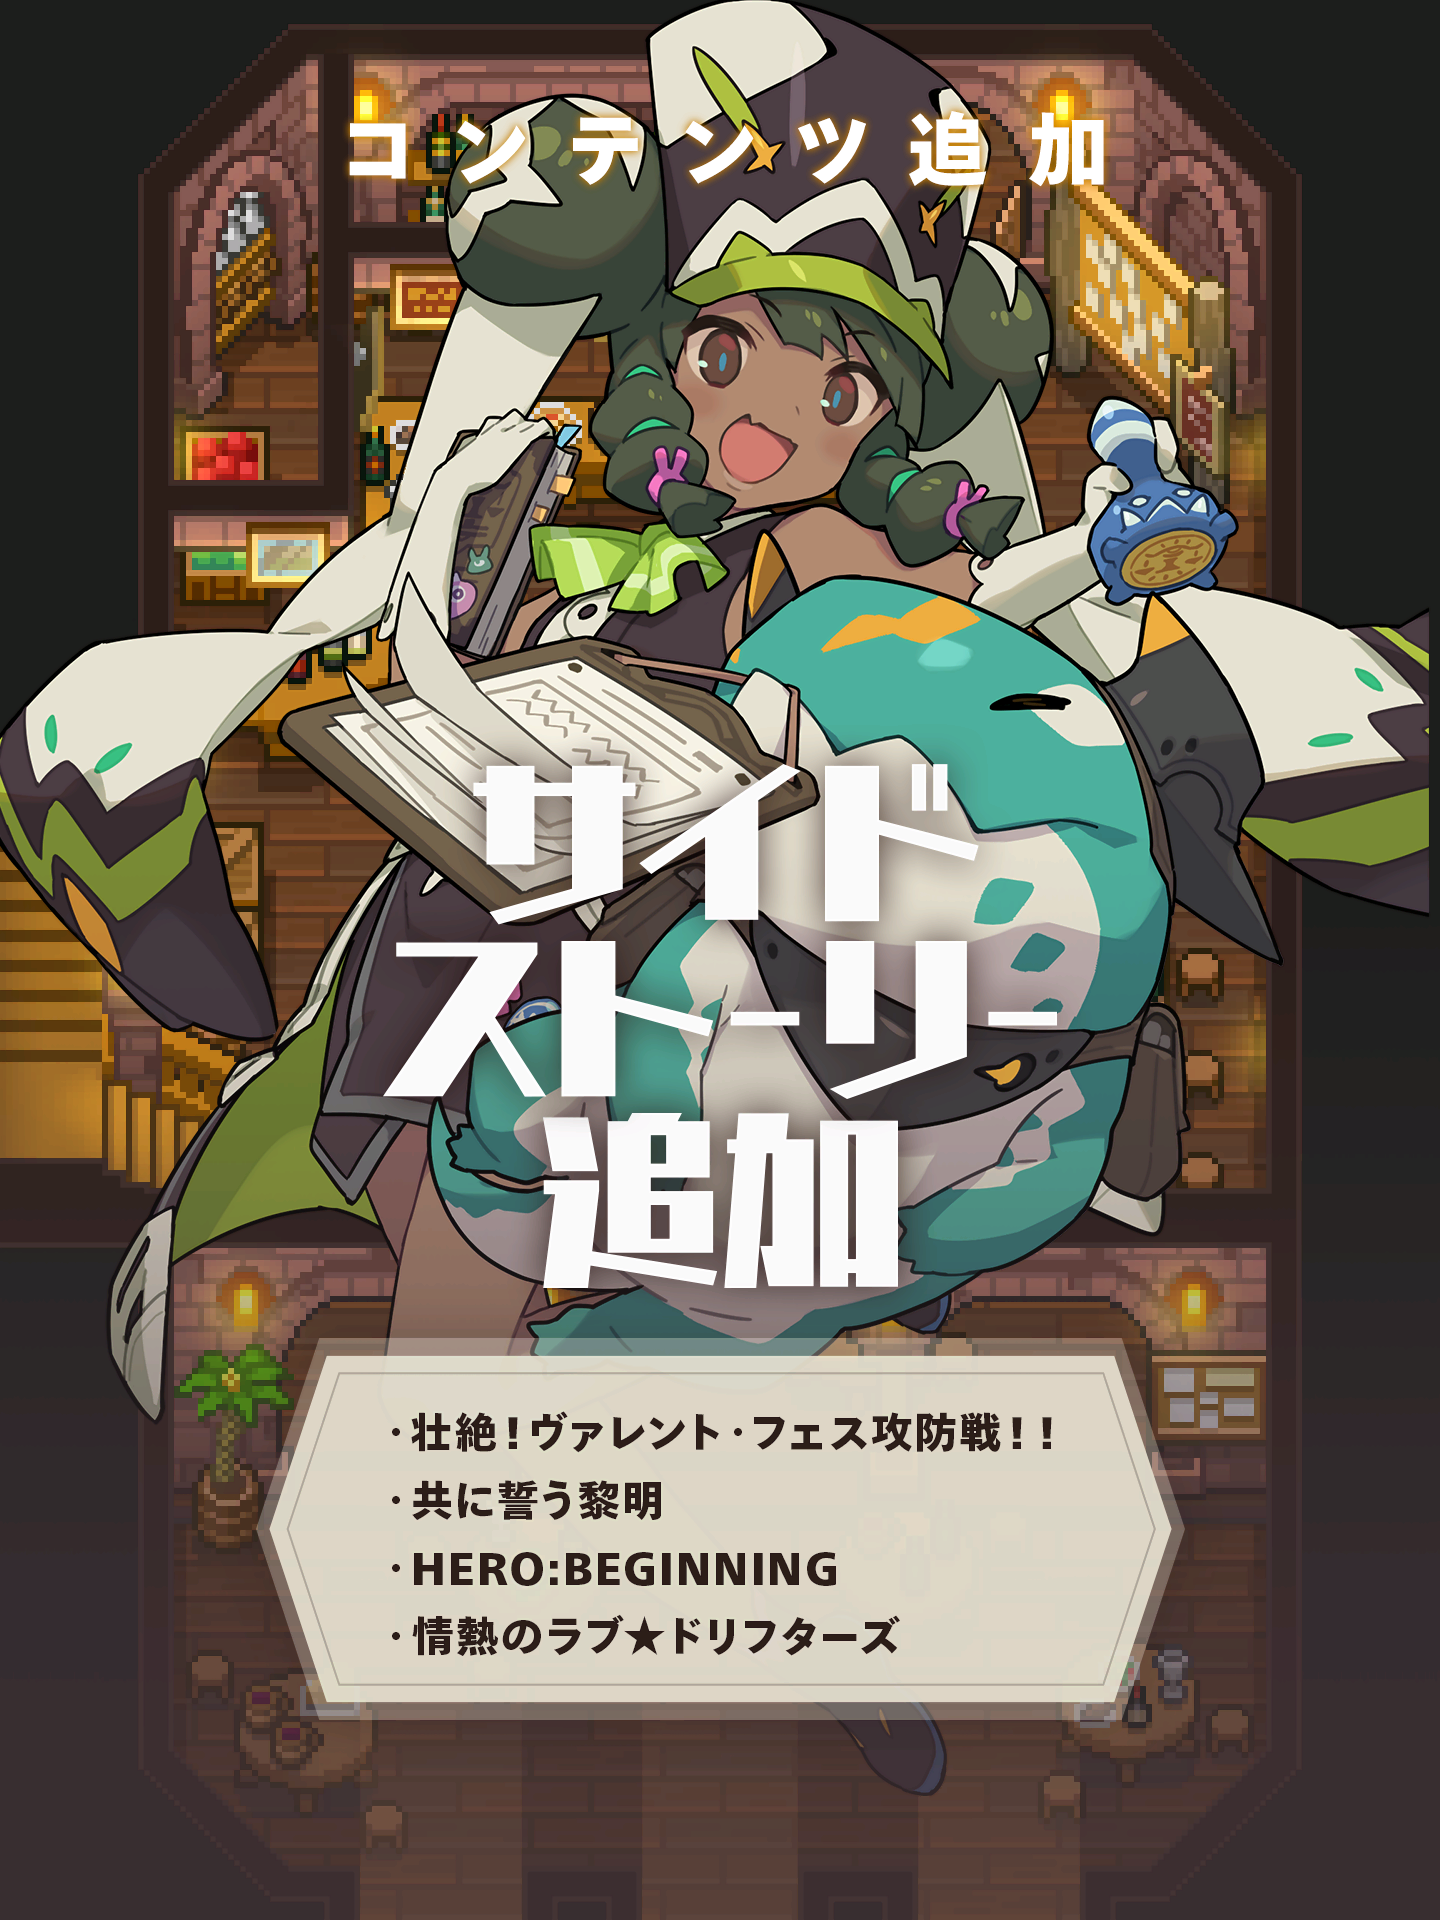 コンテンツ追加
サイド
ストーリー
追加
・壮絶！ヴァレント・フェス攻防戦！！
・共に誓う黎明
・HERO:BEGINNING
・情熱のラブ★ドリフターズ